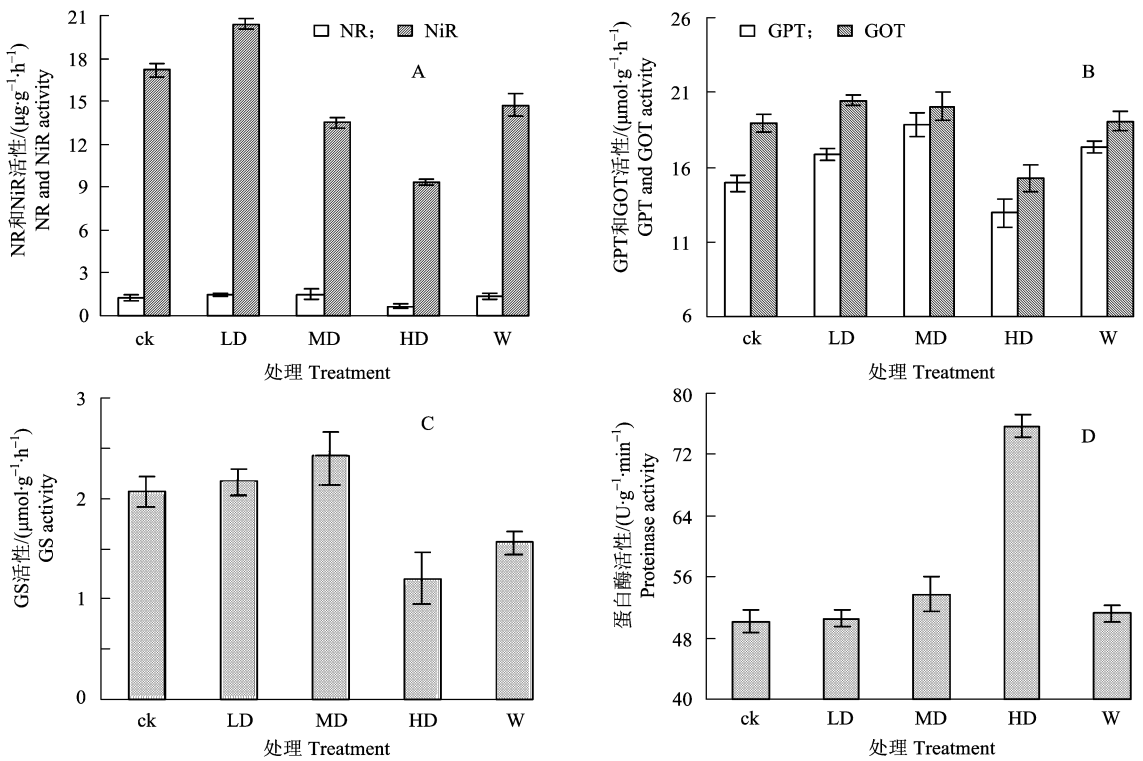 NR和NiR活性/(μg·g⁻¹·h⁻¹)
NR and NiR activity
21
18
15
12
9
6
3
0
NR; NiR
A
ck LD MD HD W
处理 Treatment
GPT和GOT活性/(μmol·g⁻¹·h⁻¹)
GPT and GOT activity
26
21
16
11
6
GPT; GOT
B
ck LD MD HD W
处理 Treatment
GS活性/(μmol·g⁻¹·h⁻¹)
GS activity
3
2
1
0
C
ck LD MD HD W
处理 Treatment
蛋白酶活性/(U·g⁻¹·min⁻¹)
Proteinase activity
80
72
64
56
48
40
D
ck LD MD HD W
处理 Treatment